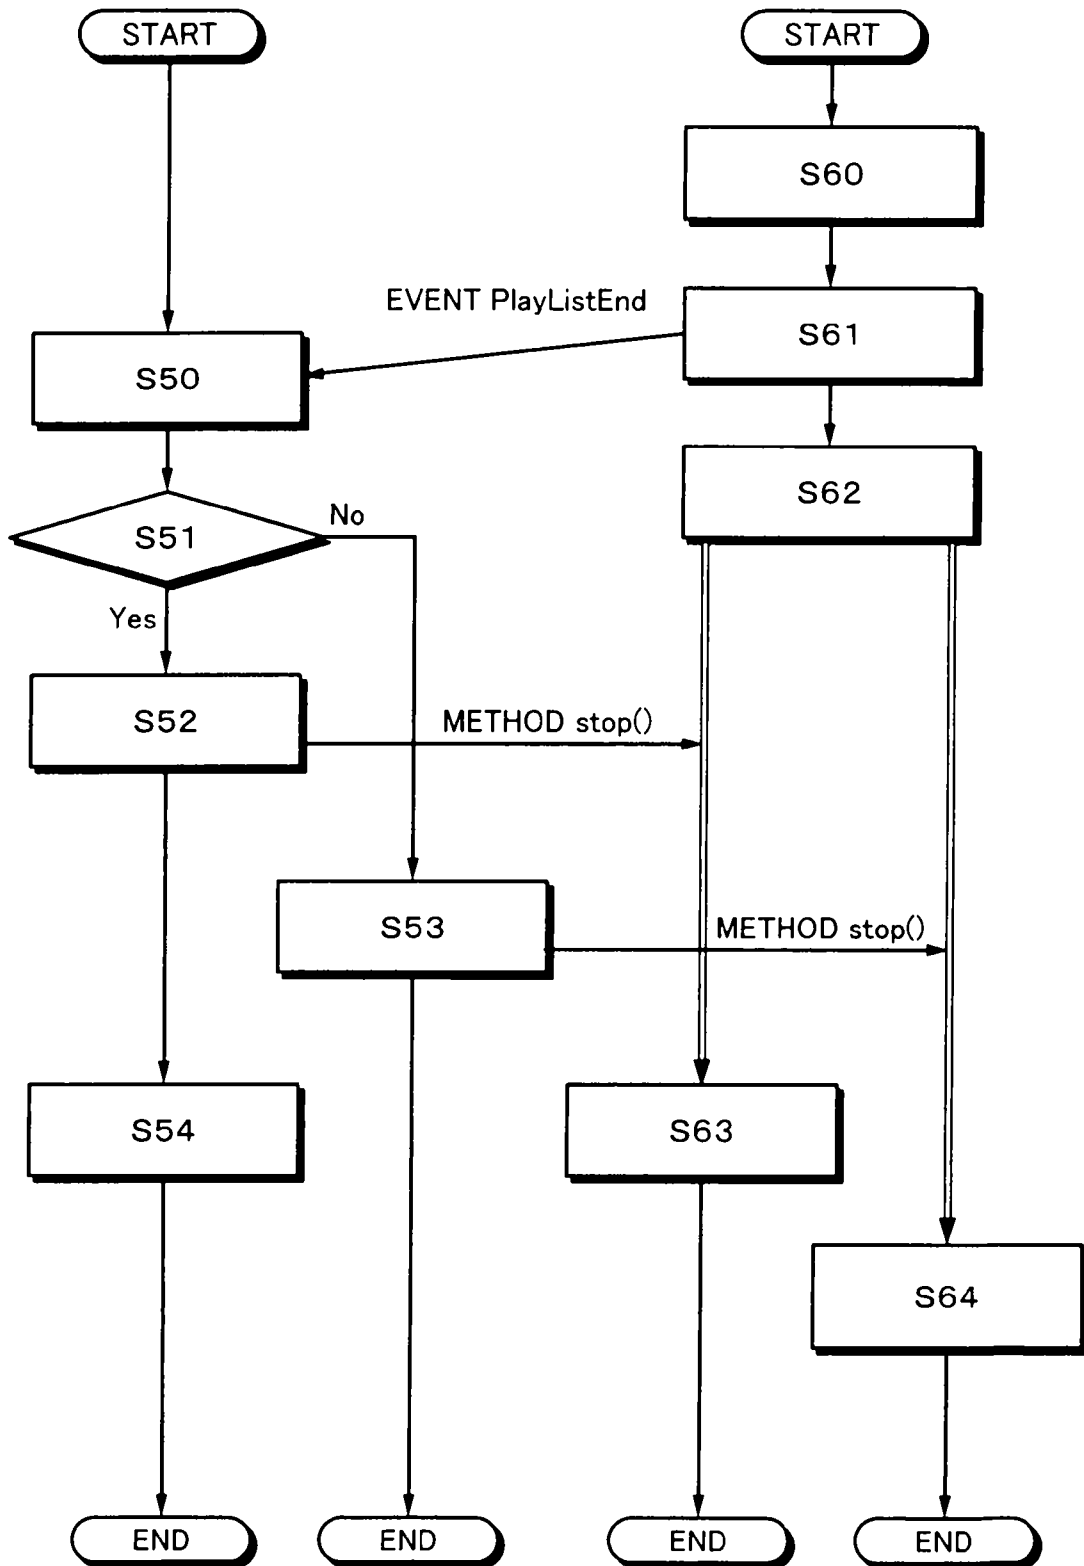 START
START
S60
EVENT PlayListEnd
S61
S50
S62
No
S51
Yes
S52
METHOD stop()
S53
METHOD stop()
S54
S63
S64
END
END
END
END